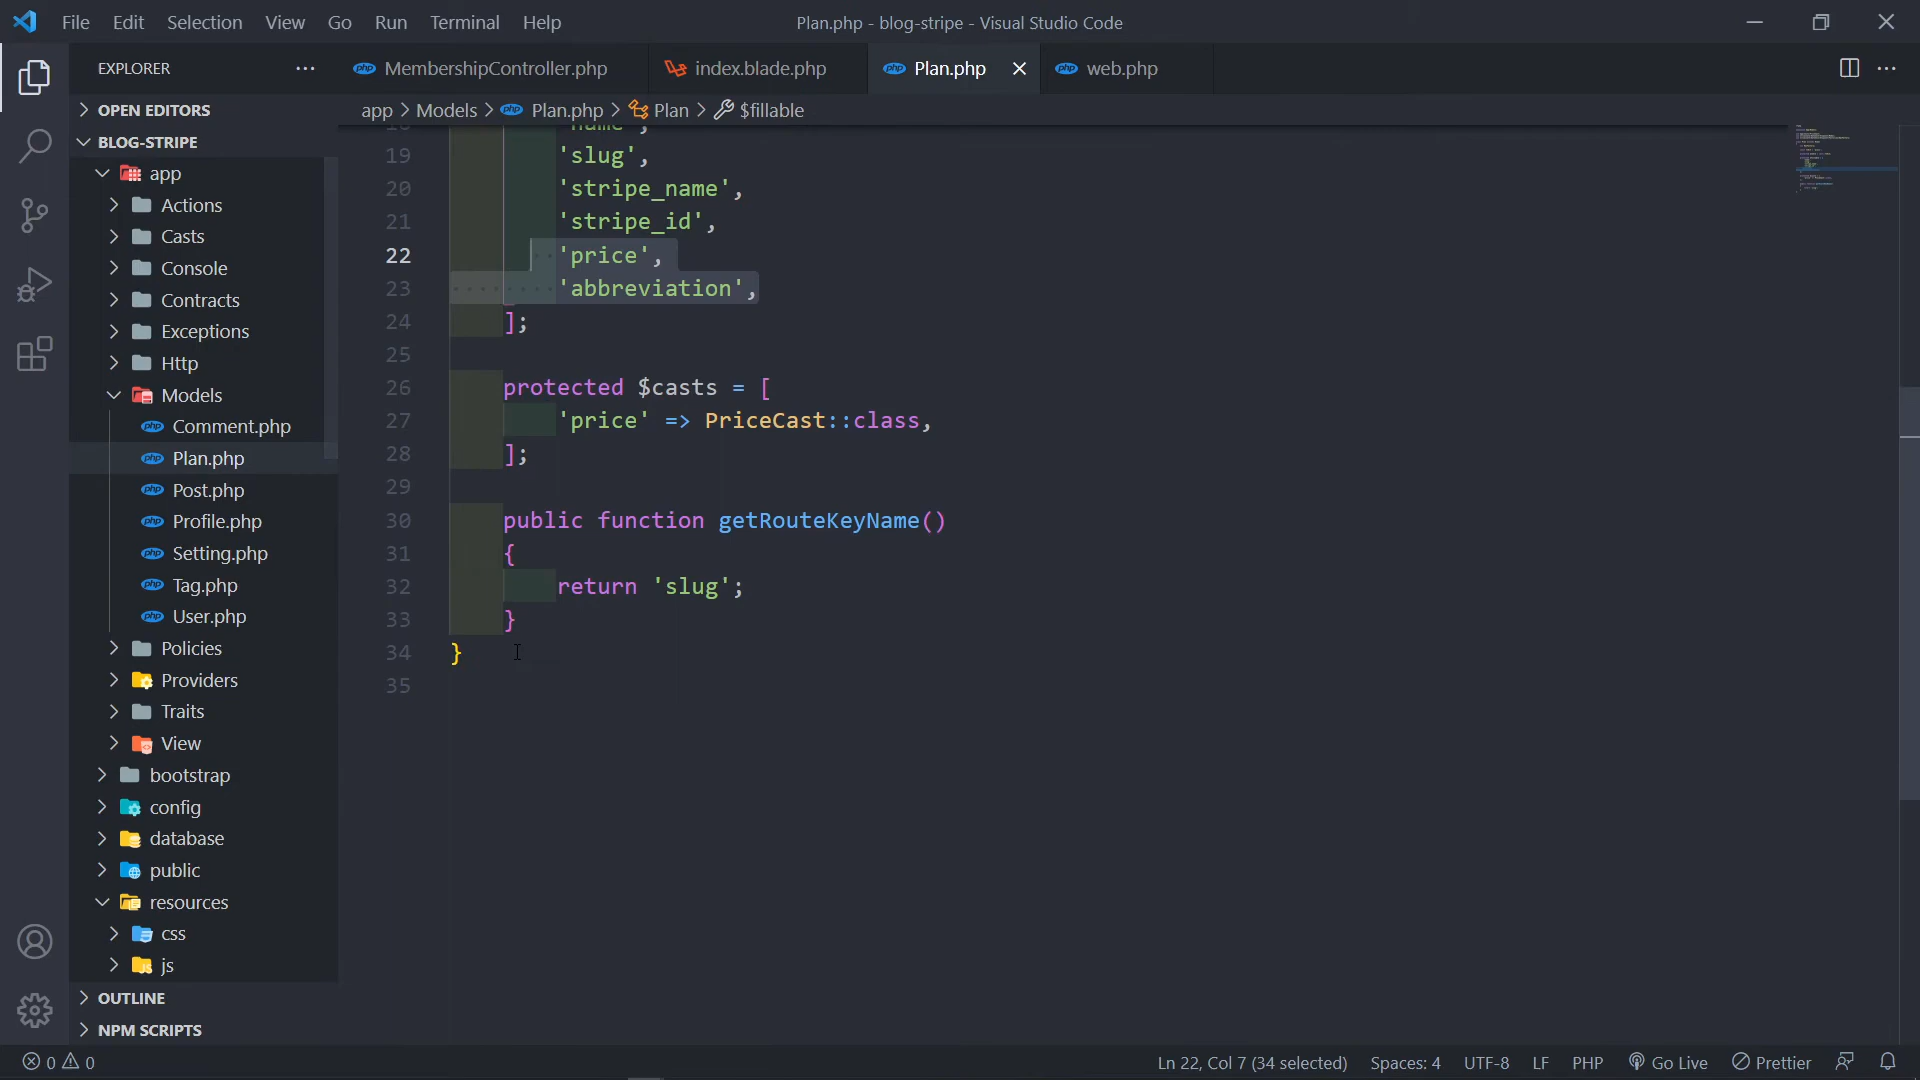 File Edit Selection View Go Run Terminal Help
Plan.php - blog-stripe - Visual Studio Code
EXPLORER
MembershipController.php
index.blade.php
Plan.php
web.php
OPEN EDITORS
app > Models > Plan.php > Plan > $fillable
BLOG-STRIPE
app
Actions
Casts
Console
Contracts
Exceptions
Http
Models
Comment.php
Plan.php
Post.php
Profile.php
Setting.php
Tag.php
User.php
Policies
Providers
Traits
View
bootstrap
config
database
public
resources
css
js
OUTLINE
NPM SCRIPTS
18 'name',
19 'slug',
20 'stripe_name',
21 'stripe_id',
22 'price',
23 'abbreviation',
24 ];
25
26 protected $casts = [
27 'price' => PriceCast::class,
28 ];
29
30 public function getRouteKeyName()
31 {
32 return 'slug';
33 }
34 }
35
0 0
Ln 22, Col 7 (34 selected) Spaces: 4 UTF-8 LF PHP Go Live Prettier